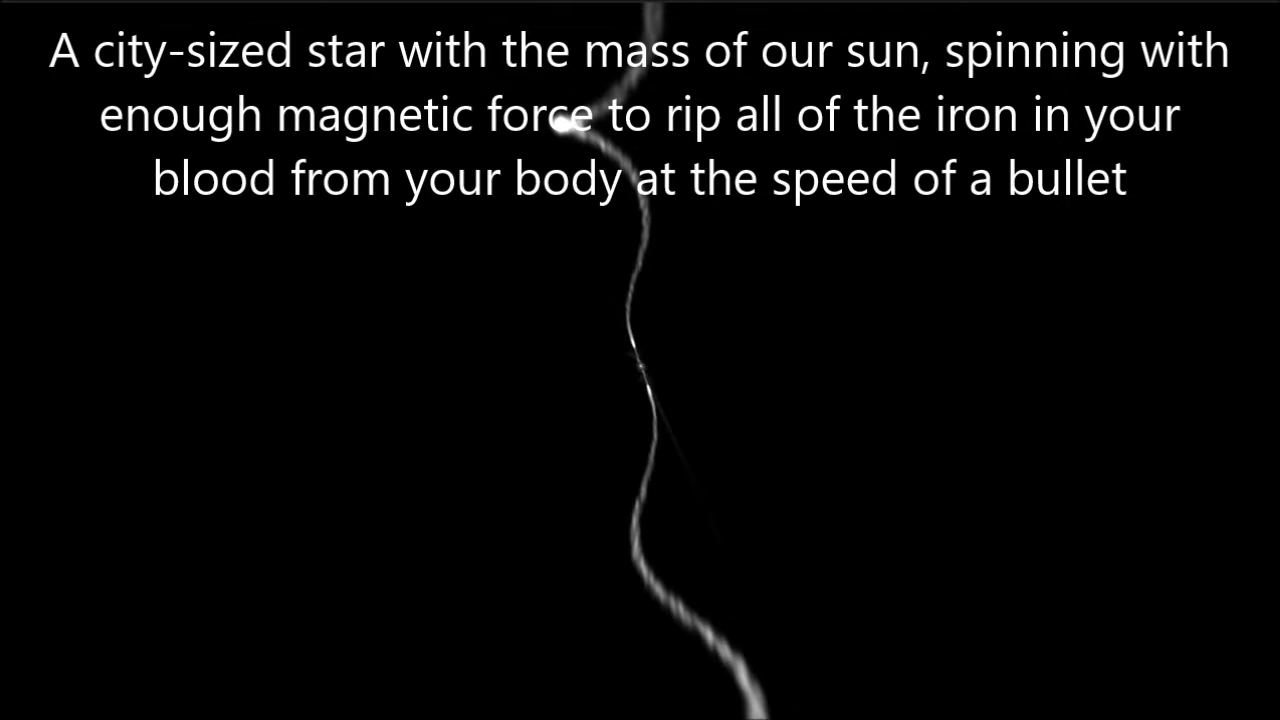 A city-sized star with the mass of our sun, spinning with
enough magnetic force to rip all of the iron in your
blood from your body at the speed of a bullet